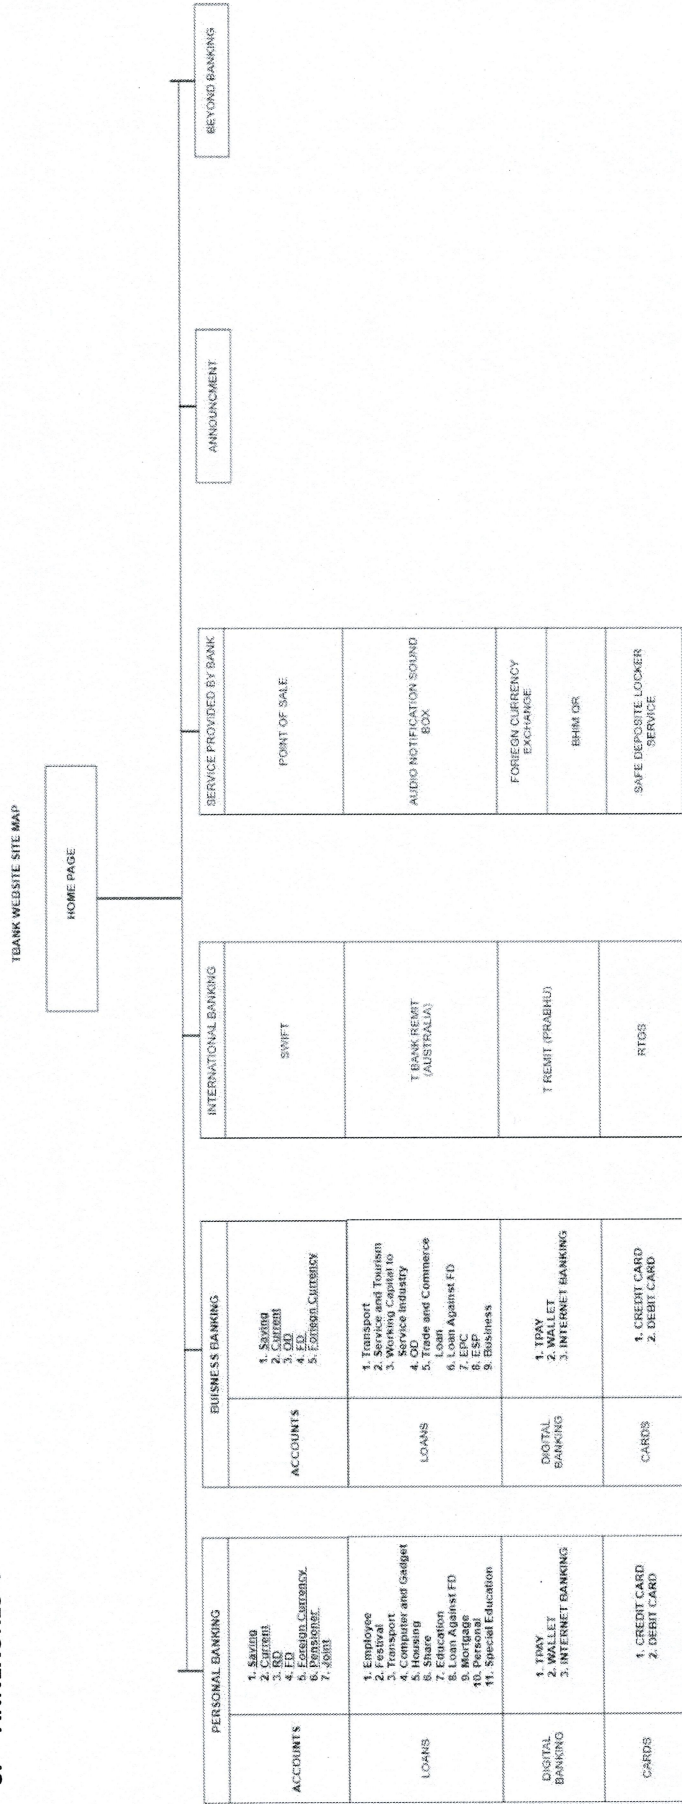 TBANK WEBSITE SITE MAP
HOME PAGE
PERSONAL BANKING
ACCOUNTS
1. Saving
2. Current
3. RD
4. FD
5. Foreign Currency
6. Pensioner
7. Joint
LOANS
1. Employee
2. Festival
3. Transport
4. Computer and Gadget
5. Housing
6. Share
7. Education
8. Loan Against FD
9. Mortgage
10. Personal
11. Special Education
DIGITAL
BANKING
1. TPAY
2. WALLET
3. INTERNET BANKING
CARDS
1. CREDIT CARD
2. DEBIT CARD
BUISNESS BANKING
ACCOUNTS
1. Saving
2. Current
3. OD
4. FD
5. Foriegn Currency
LOANS
1. Transport
2. Service and Tourism
3. Working Capital to
Service Industry
4. OD
5. Trade and Commerce
Loan
6. Loan Against FD
7. EPC
8. ESP
9. Business
DIGITAL
BANKING
1. TPAY
2. WALLET
3. INTERNET BANKING
CARDS
1. CREDIT CARD
2. DEBIT CARD
INTERNATIONAL BANKING
SWIFT
T BANK REMIT
(AUSTRALIA)
T REMIT (PRABHU)
RTGS
SERVICE PROVIDED BY BANK
POINT OF SALE
AUDIO NOTIFICATION SOUND
BOX
FORIEGN CURRENCY
EXCHANGE
BHIM QR
SAFE DEPOSITE LOCKER
SERVICE
ANNOUNCMENT
BEYOND BANKING